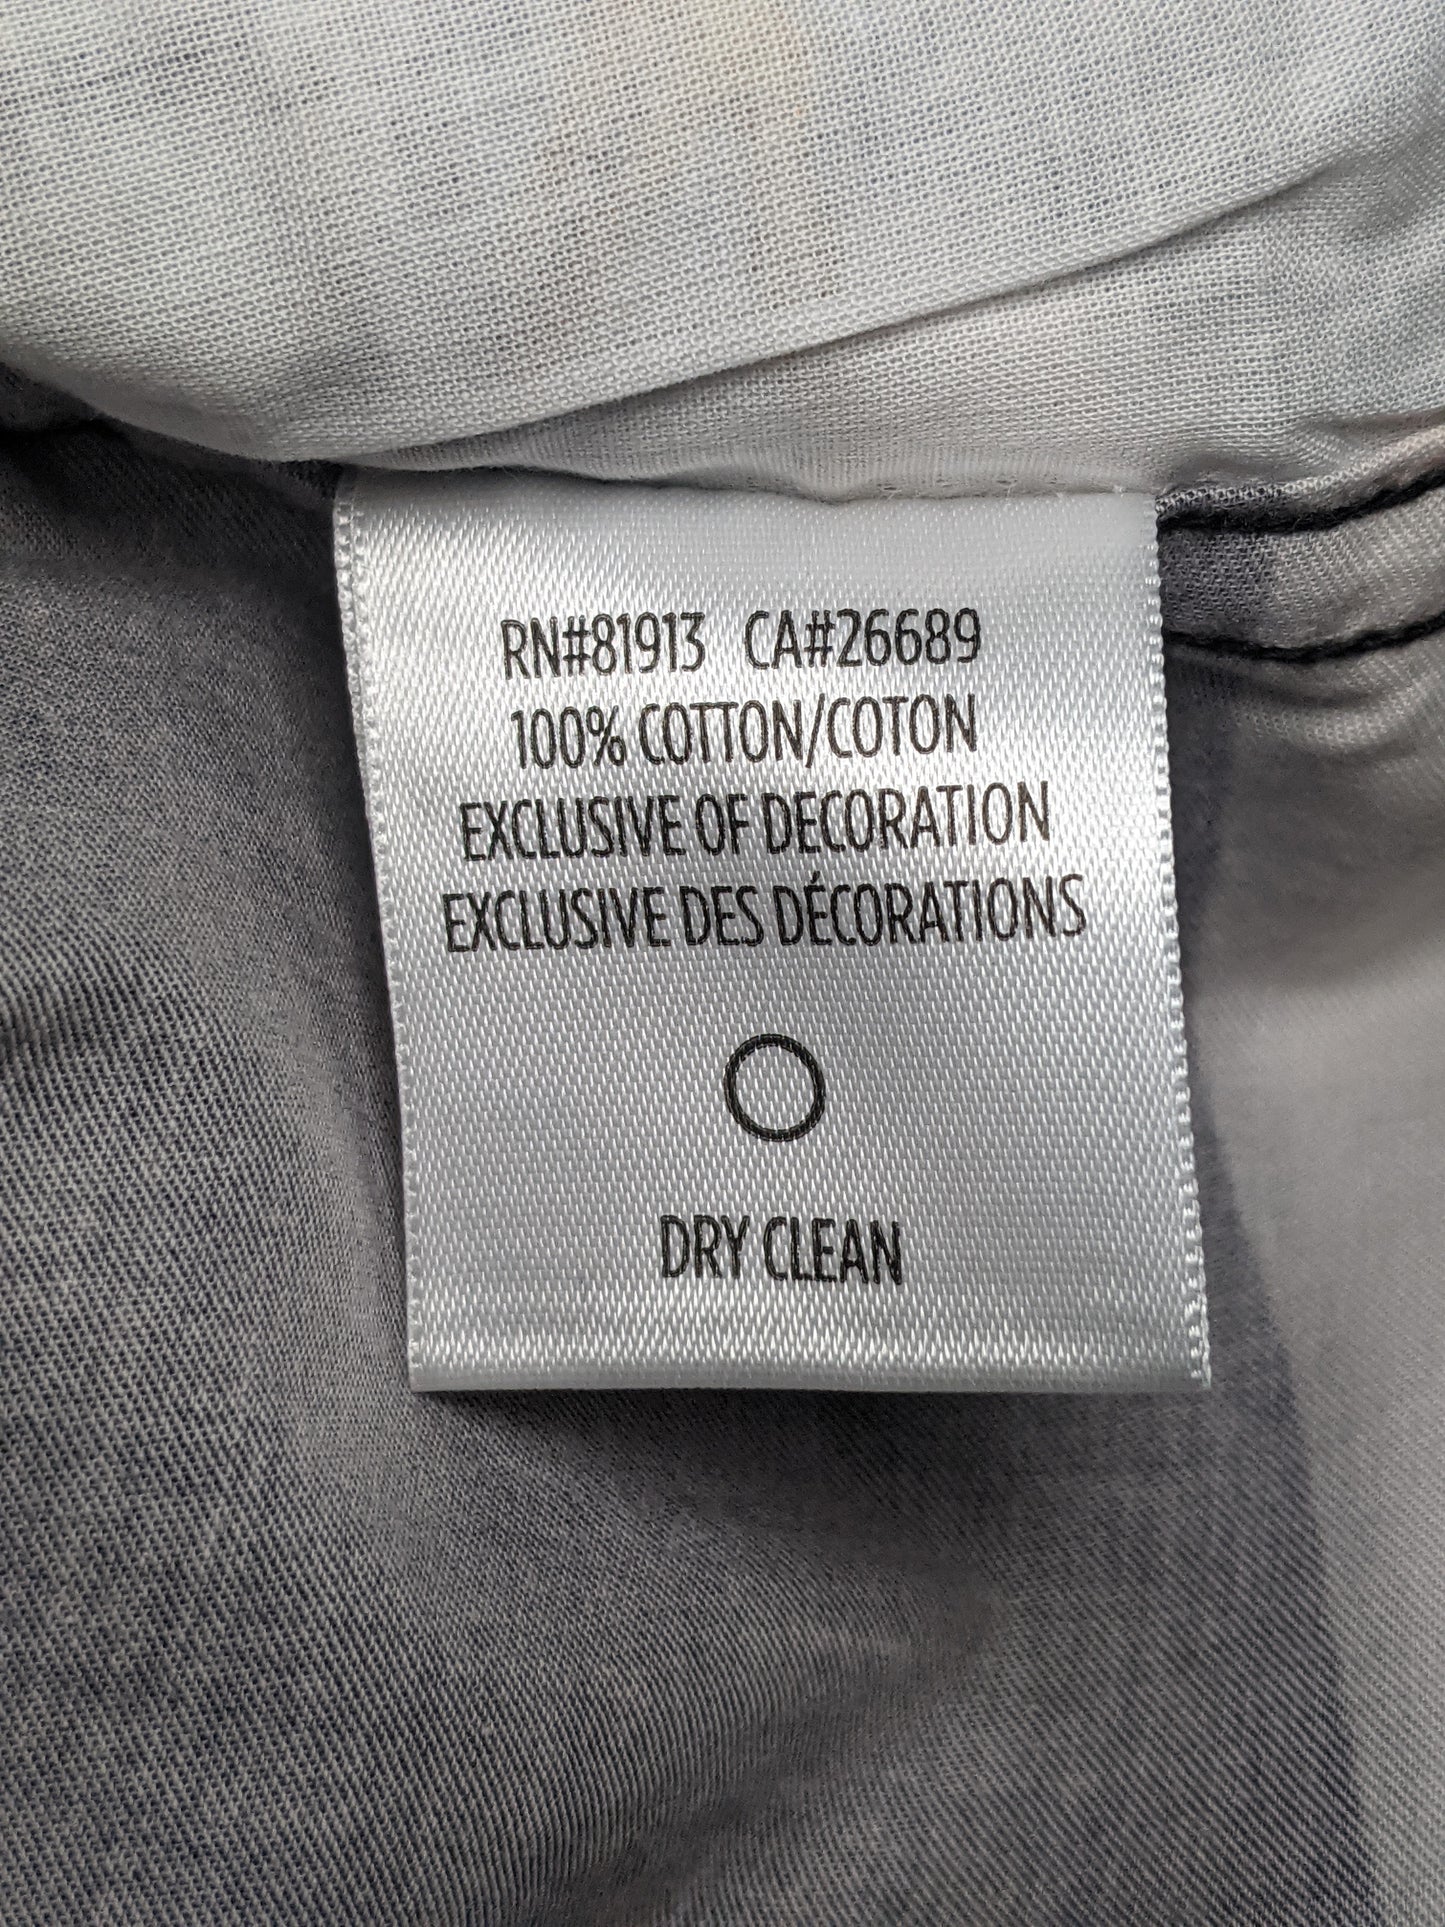 RN#81913 CA#26689
100% COTTON/COTON
EXCLUSIVE OF DECORATION
EXCLUSIVE DES DÉCORATIONS
DRY CLEAN